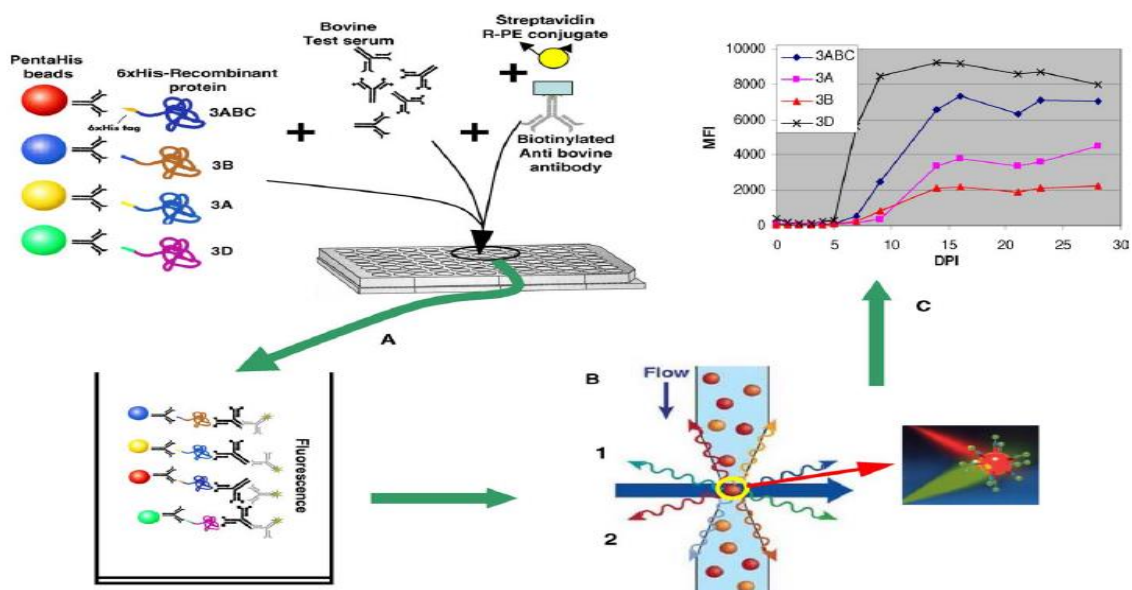 PentaHis
beads
6xHis-Recombinant
protein
6xHis tag
3ABC
3B
3A
3D
+
Bovine
Test serum
+
Streptavidin
R-PE conjugate
+
Biotinylated
Anti bovine
antibody
A
Fluorescence
B
Flow
1
2
C
MFI
10000
8000
6000
4000
2000
0
0 5 10 15 20 25 30
DPI
3ABC
3A
3B
3D